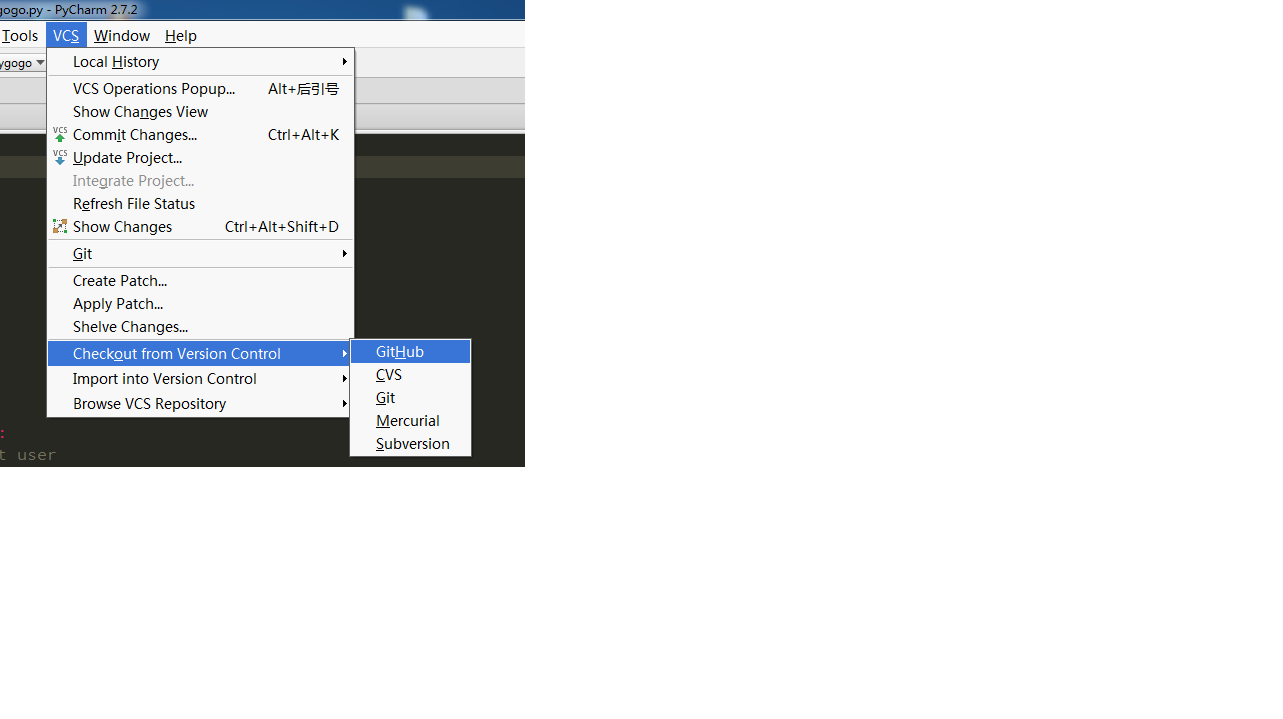 gogo.py - PyCharm 2.7.2
Tools VCS Window Help
ygogo
Local History
VCS Operations Popup... Alt+后引号
Show Changes View
VCS Commit Changes... Ctrl+Alt+K
VCS Update Project...
Integrate Project...
Refresh File Status
Show Changes Ctrl+Alt+Shift+D
Git
Create Patch...
Apply Patch...
Shelve Changes...
Checkout from Version Control
Import into Version Control
Browse VCS Repository
GitHub
CVS
Git
Mercurial
Subversion
:
t user